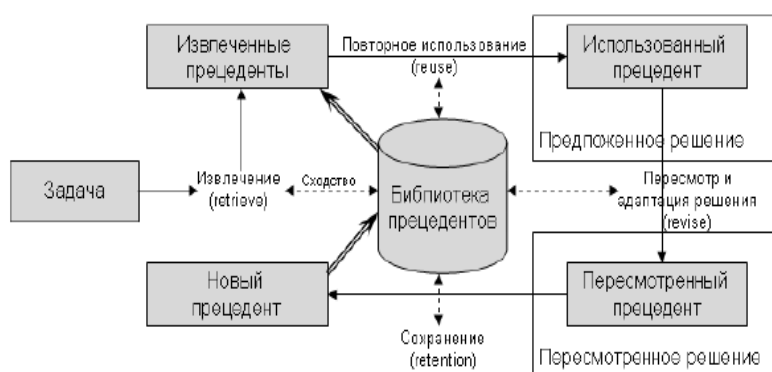 Извлеченные
прецеденты
Повторное использование
(reuse)
Использованный
прецедент
Предложенное решение
Задача
Извлечение
(retrieve)
Сходство
Библиотека
прецедентов
Пересмотр и
адаптация решения
(revise)
Новый
прецедент
Пересмотренный
прецедент
Сохранение
(retention)
Пересмотренное решение